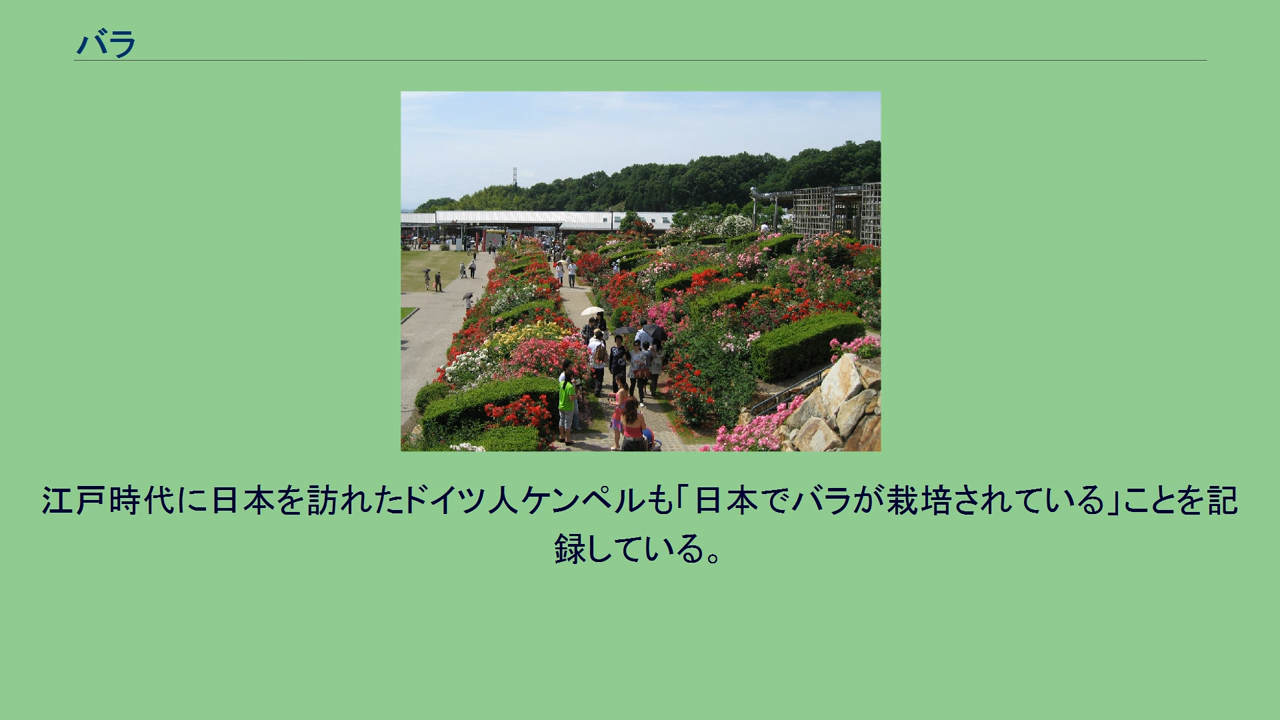 バラ
江戸時代に日本を訪れたドイツ人ケンペルも「日本でバラが栽培されている」ことを記
録している。